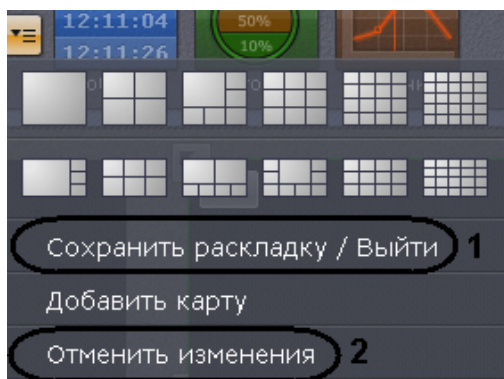 12:11:04
50%
12:11:26
10%
Сохранить раскладку / Выйти
1
Добавить карту
Отменить изменения
2